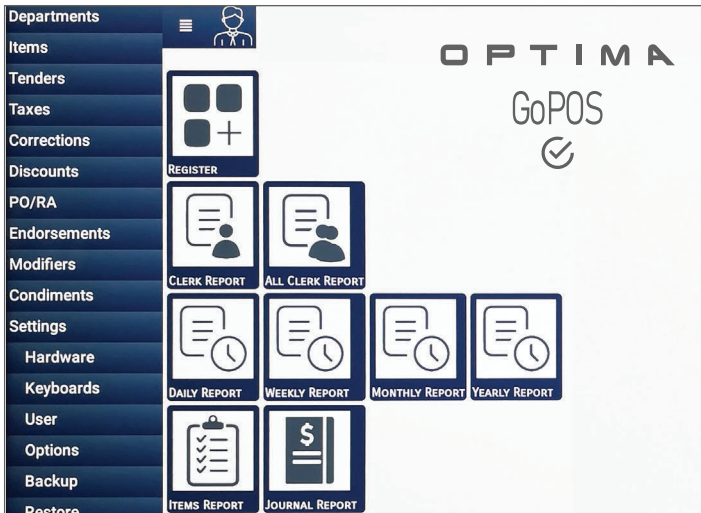 Departments
Items
Tenders
Taxes
Corrections
Discounts
PO/RA
Endorsements
Modifiers
Condiments
Settings
Hardware
Keyboards
User
Options
Backup
Restore
OPTIMA
GoPOS
REGISTER
CLERK REPORT
ALL CLERK REPORT
DAILY REPORT
WEEKLY REPORT
MONTHLY REPORT
YEARLY REPORT
$
ITEMS REPORT
JOURNAL REPORT